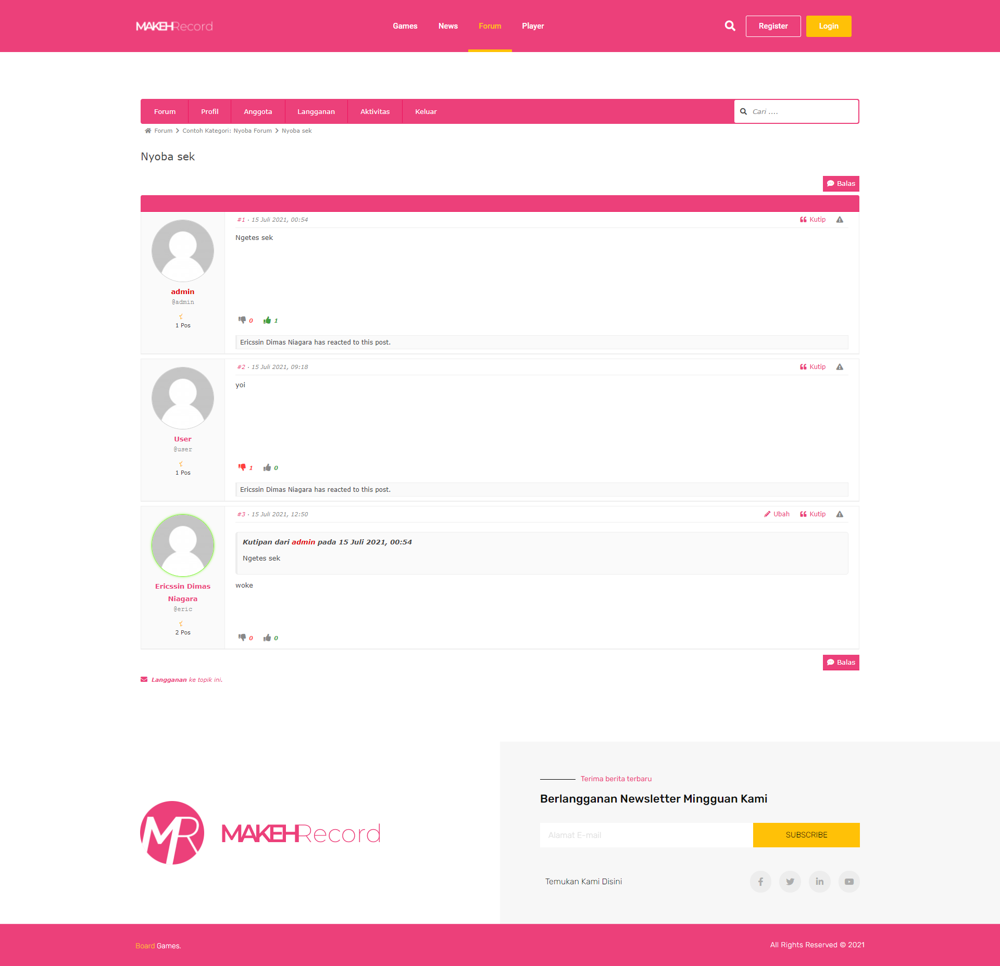 MAKEHRecord
Games News Forum Player
Register Login
Forum Profil Anggota Langganan Aktivitas Keluar
Cari ....
Forum Contoh Kategori: Nyoba Forum Nyoba sek
Nyoba sek
Balas
#1 · 15 Juli 2021, 00:54
Kutip
admin
@admin
1 Pos
Ngetes sek
0 1
Ericssin Dimas Niagara has reacted to this post.
#2 · 15 Juli 2021, 09:18
Kutip
User
@user
1 Pos
yoi
1 0
Ericssin Dimas Niagara has reacted to this post.
#3 · 15 Juli 2021, 12:50
Ubah Kutip
Ericssin Dimas
Niagara
@eric
2 Pos
Kutipan dari admin pada 15 Juli 2021, 00:54
Ngetes sek
woke
0 0
Balas
Langganan ke topik ini.
MR
MAKEHRecord
Terima berita terbaru
Berlangganan Newsletter Mingguan Kami
Alamat E-mail
SUBSCRIBE
Temukan Kami Disini
Board Games.
All Rights Reserved © 2021